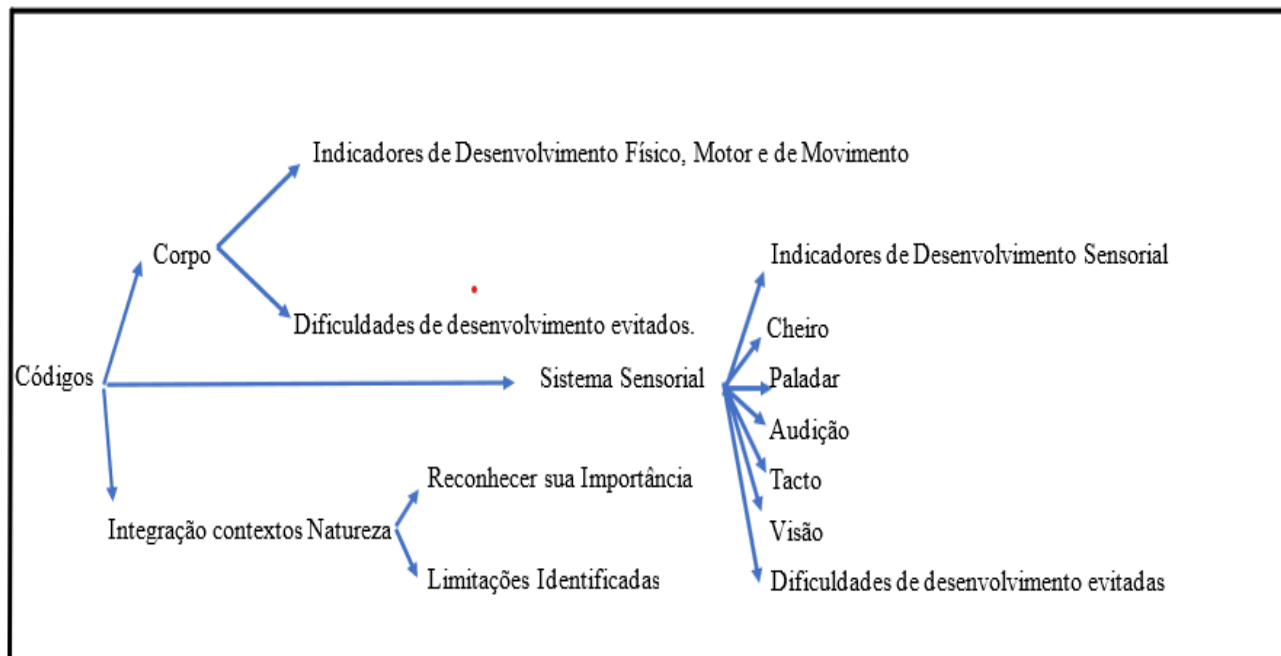 Indicadores de Desenvolvimento Físico, Motor e de Movimento
Corpo
Indicadores de Desenvolvimento Sensorial
Dificuldades de desenvolvimento evitados.
Cheiro
Códigos
Sistema Sensorial
Paladar
Audição
Reconhecer sua Importância
Tacto
Integração contextos Natureza
Visão
Limitações Identificadas
Dificuldades de desenvolvimento evitadas